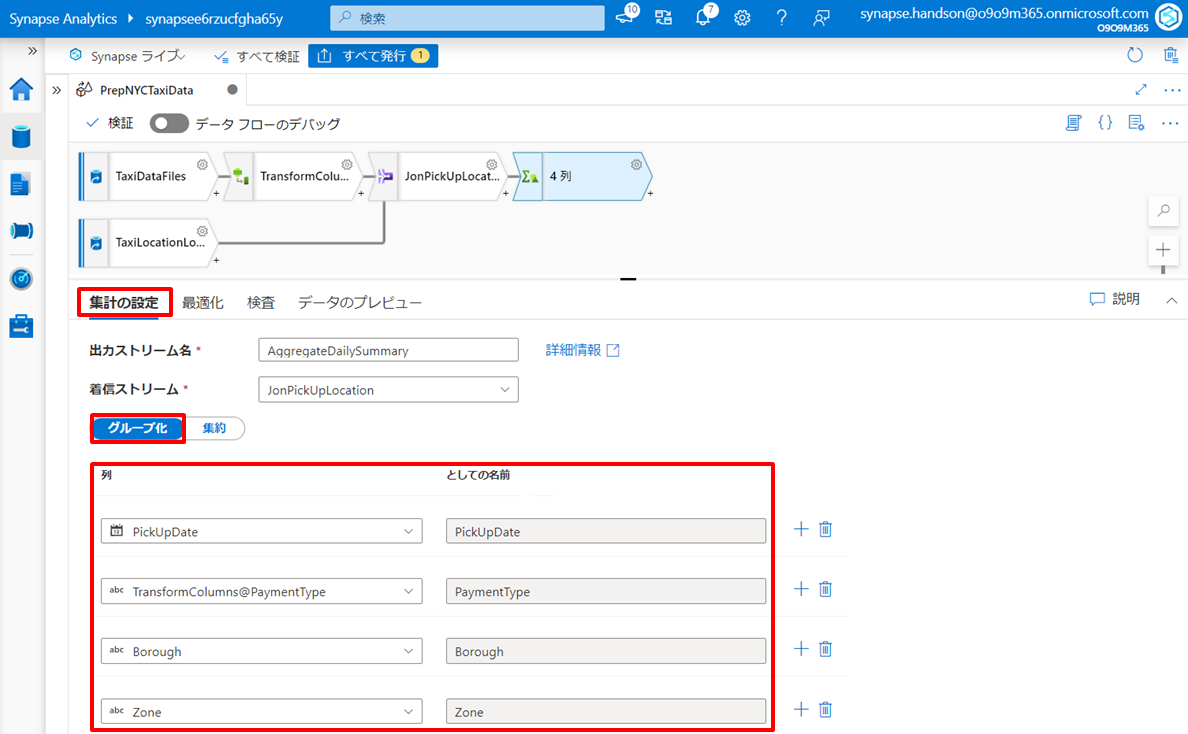 Synapse Analytics synapsee6rzucfgha65y 検索 10 7 synapse.handson@o9o9m365.onmicrosoft.com
O9O9M365
Synapse ライブ すべて検証 すべて発行 1
PrepNYCTaxiData
検証 データ フローのデバッグ
TaxiDataFiles TransformColu... JonPickUpLocat... 4 列
TaxiLocationLo...
集計の設定 最適化 検査 データのプレビュー 説明
出力ストリーム名 * AggregateDailySummary 詳細情報
着信ストリーム * JonPickUpLocation
グループ化 集約
列 としての名前
12 PickUpDate PickUpDate
abc TransformColumns@PaymentType PaymentType
abc Borough Borough
abc Zone Zone